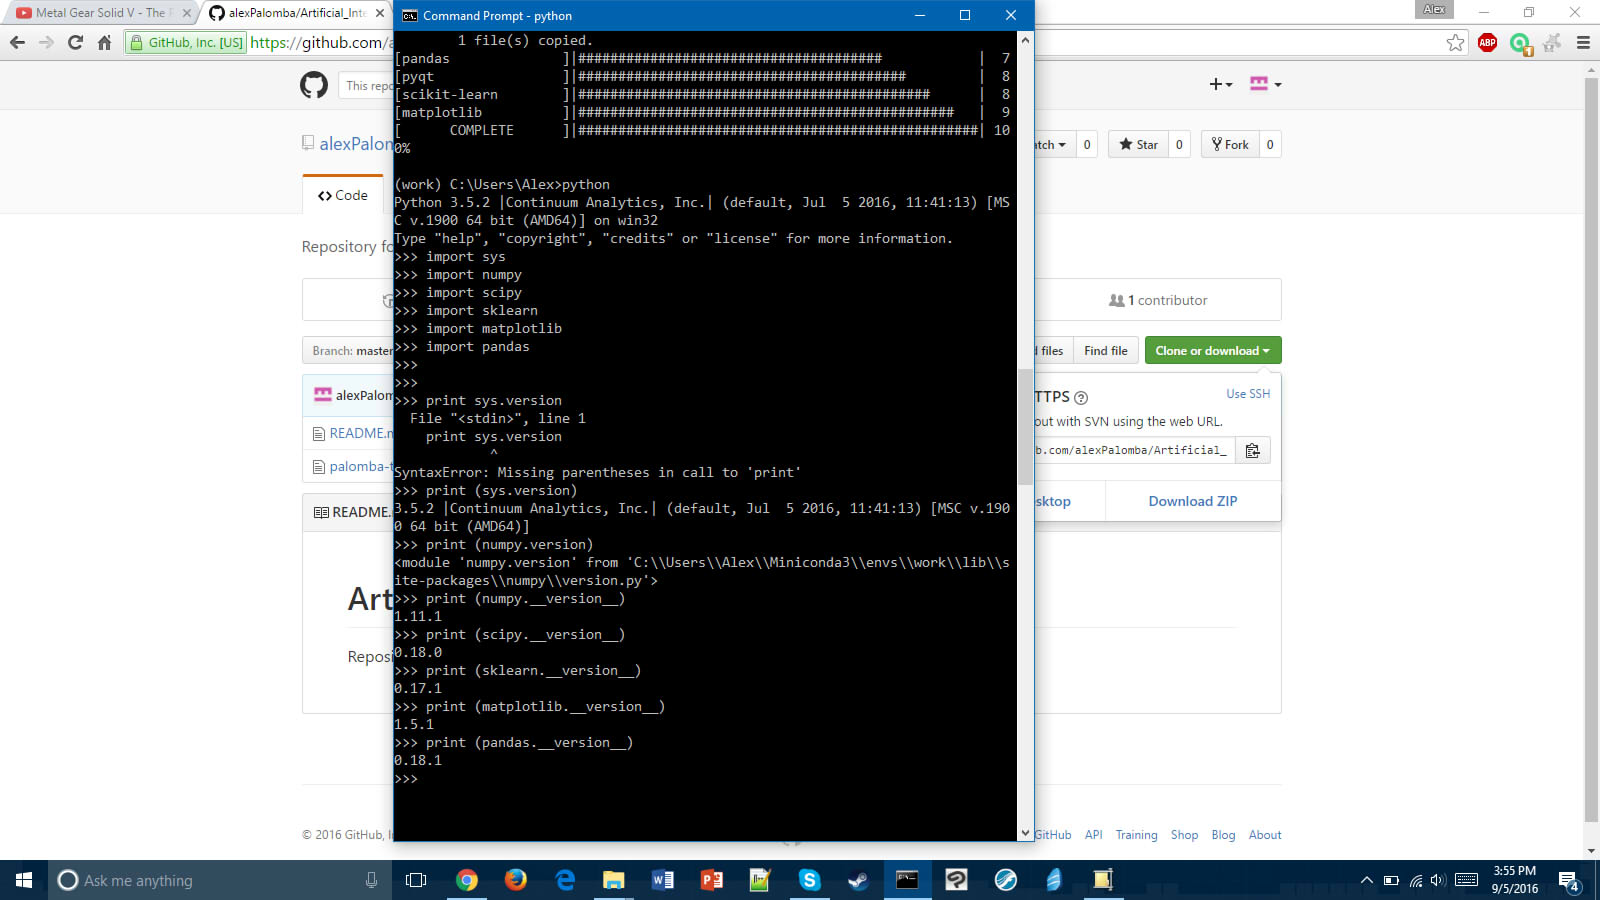 Metal Gear Solid V - The
alexPalomba/Artificial_Inte
Command Prompt - python
Alex
GitHub, Inc. [US]
https://github.com/a
ABP
1
This repo
alexPalom
atch
0
Star
0
Fork
0
Code
Repository fo
1 contributor
Branch: master
files
Find file
Clone or download
alexPalom
README.m
palomba-t
README.
TTPS
Use SSH
out with SVN using the web URL.
b.com/alexPalomba/Artificial_
sktop
Download ZIP
Art
Reposi
© 2016 GitHub, I
GitHub
API
Training
Shop
Blog
About
1 file(s) copied.
[pandas              ]|######################################            |  7
[pyqt                ]|#########################################         |  8
[scikit-learn        ]|############################################      |  8
[matplotlib          ]|###############################################   |  9
[      COMPLETE      ]|##################################################| 10
0%
(work) C:\Users\Alex>python
Python 3.5.2 |Continuum Analytics, Inc.| (default, Jul  5 2016, 11:41:13) [MS
C v.1900 64 bit (AMD64)] on win32
Type "help", "copyright", "credits" or "license" for more information.
>>> import sys
>>> import numpy
>>> import scipy
>>> import sklearn
>>> import matplotlib
>>> import pandas
>>>
>>>
>>> print sys.version
  File "<stdin>", line 1
    print sys.version
            ^
SyntaxError: Missing parentheses in call to 'print'
>>> print (sys.version)
3.5.2 |Continuum Analytics, Inc.| (default, Jul  5 2016, 11:41:13) [MSC v.190
0 64 bit (AMD64)]
>>> print (numpy.version)
<module 'numpy.version' from 'C:\\Users\\Alex\\Miniconda3\\envs\\work\\lib\\s
ite-packages\\numpy\\version.py'>
>>> print (numpy.__version__)
1.11.1
>>> print (scipy.__version__)
0.18.0
>>> print (sklearn.__version__)
0.17.1
>>> print (matplotlib.__version__)
1.5.1
>>> print (pandas.__version__)
0.18.1
>>>
Ask me anything
3:55 PM
9/5/2016
4